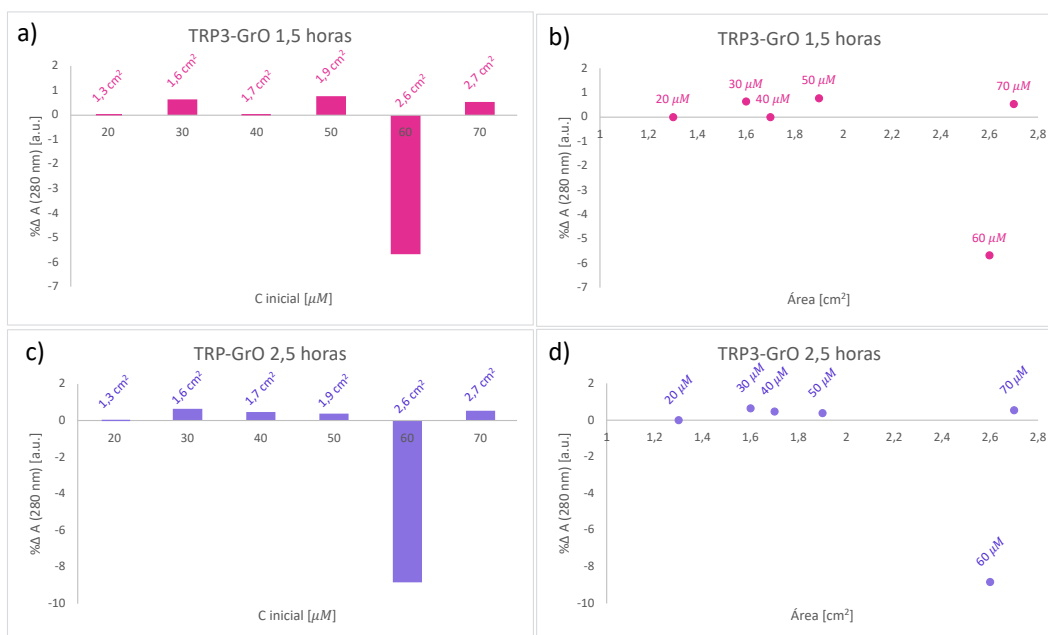 a)
TRP3-GrO 1,5 horas
%Δ A (280 nm) [a.u.]
2
1
0
-1
-2
-3
-4
-5
-6
-7
1,3 cm²
1,6 cm²
1,7 cm²
1,9 cm²
2,6 cm²
2,7 cm²
20
30
40
50
60
70
C inicial [μM]
b)
TRP3-GrO 1,5 horas
%Δ A (280 nm) [a.u.]
2
1
0
-1
-2
-3
-4
-5
-6
-7
20 μM
30 μM
40 μM
50 μM
60 μM
70 μM
1
1,2
1,4
1,6
1,8
2
2,2
2,4
2,6
2,8
Área [cm²]
c)
TRP-GrO 2,5 horas
%Δ A (280 nm) [a.u.]
2
0
-2
-4
-6
-8
-10
1,3 cm²
1,6 cm²
1,7 cm²
1,9 cm²
2,6 cm²
2,7 cm²
20
30
40
50
60
70
C inicial [μM]
d)
TRP3-GrO 2,5 horas
%Δ A (280 nm) [a.u.]
2
0
-2
-4
-6
-8
-10
20 μM
30 μM
40 μM
50 μM
60 μM
70 μM
1
1,2
1,4
1,6
1,8
2
2,2
2,4
2,6
2,8
Área [cm²]